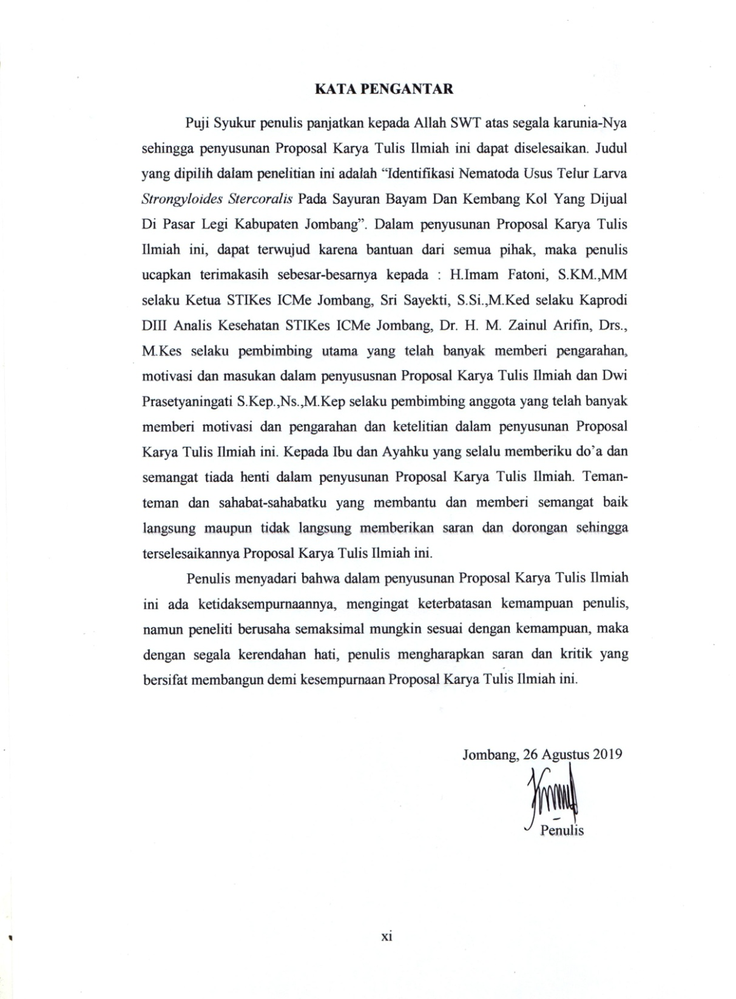 KATA PENGANTAR
Puji Syukur penulis panjatkan kepada Allah SWT atas segala karunia-Nya
sehingga penyusunan Proposal Karya Tulis Ilmiah ini dapat diselesaikan. Judul
yang dipilih dalam penelitian ini adalah “Identifikasi Nematoda Usus Telur Larva
Strongyloides Stercoralis Pada Sayuran Bayam Dan Kembang Kol Yang Dijual
Di Pasar Legi Kabupaten Jombang”. Dalam penyusunan Proposal Karya Tulis
Ilmiah ini, dapat terwujud karena bantuan dari semua pihak, maka penulis
ucapkan terimakasih sebesar-besarnya kepada : H.Imam Fatoni, S.KM.,MM
selaku Ketua STIKes ICMe Jombang, Sri Sayekti, S.Si.,M.Ked selaku Kaprodi
DIII Analis Kesehatan STIKes ICMe Jombang, Dr. H. M. Zainul Arifin, Drs.,
M.Kes selaku pembimbing utama yang telah banyak memberi pengarahan,
motivasi dan masukan dalam penyususnan Proposal Karya Tulis Ilmiah dan Dwi
Prasetyaningati S.Kep.,Ns.,M.Kep selaku pembimbing anggota yang telah banyak
memberi motivasi dan pengarahan dan ketelitian dalam penyusunan Proposal
Karya Tulis Ilmiah ini. Kepada Ibu dan Ayahku yang selalu memberiku do’a dan
semangat tiada henti dalam penyusunan Proposal Karya Tulis Ilmiah. Teman-
teman dan sahabat-sahabatku yang membantu dan memberi semangat baik
langsung maupun tidak langsung memberikan saran dan dorongan sehingga
terselesaikannya Proposal Karya Tulis Ilmiah ini.
Penulis menyadari bahwa dalam penyusunan Proposal Karya Tulis Ilmiah
ini ada ketidaksempurnaannya, mengingat keterbatasan kemampuan penulis,
namun peneliti berusaha semaksimal mungkin sesuai dengan kemampuan, maka
dengan segala kerendahan hati, penulis mengharapkan saran dan kritik yang
bersifat membangun demi kesempurnaan Proposal Karya Tulis Ilmiah ini.
Jombang, 26 Agustus 2019
Penulis
xi